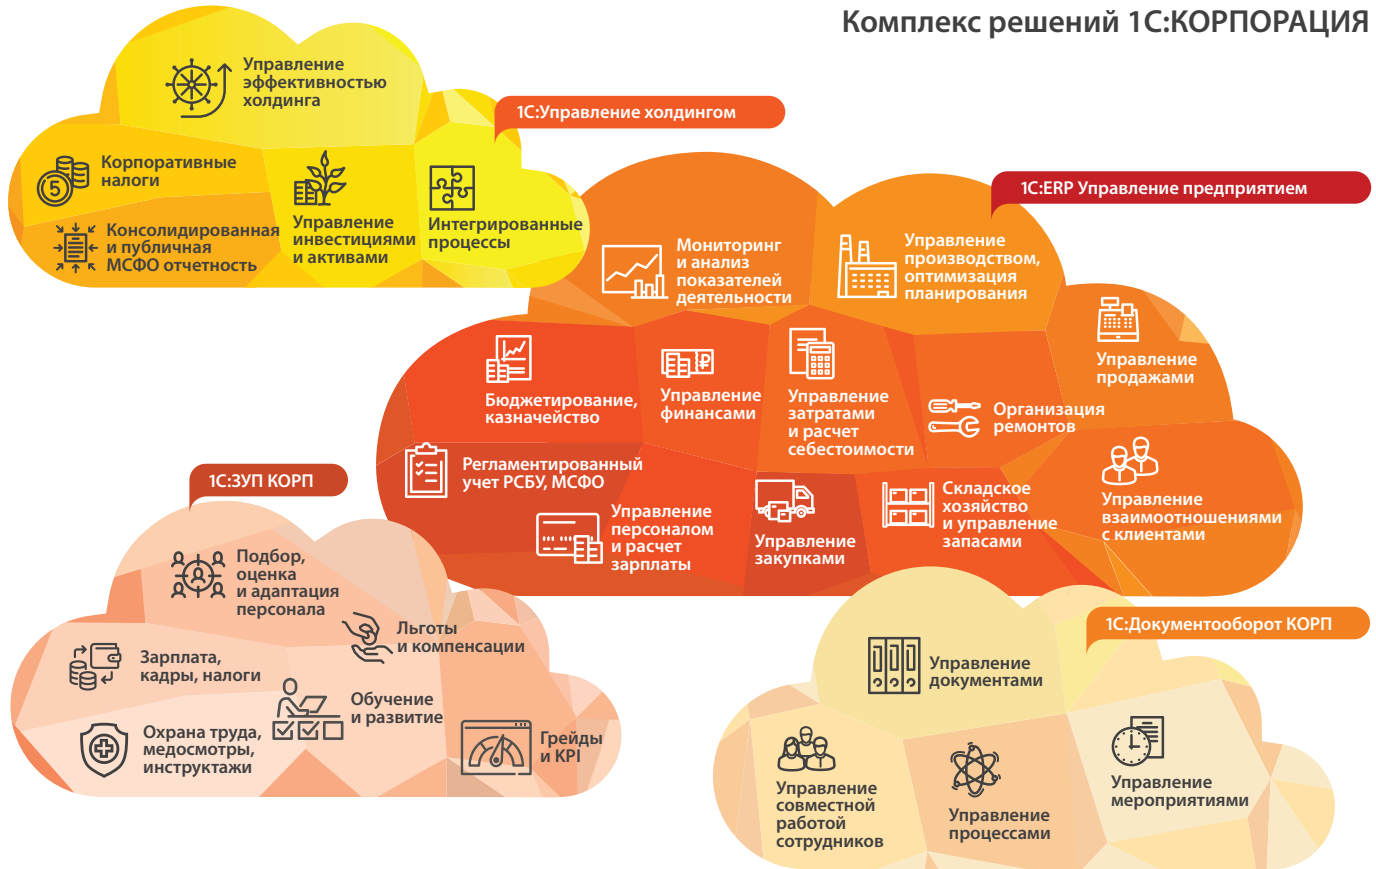 Комплекс решений 1С:КОРПОРАЦИЯ
Управление
эффективностью
холдинга
1С:Управление холдингом
Корпоративные
налоги
Управление
инвестициями
и активами
Интегрированные
процессы
Консолидированная
и публичная
МСФО отчетность
1С:ERP Управление предприятием
Мониторинг
и анализ
показателей
деятельности
Управление
производством,
оптимизация
планирования
Управление
продажами
Бюджетирование,
казначейство
Управление
финансами
Управление
затратами
и расчет
себестоимости
Организация
ремонтов
Регламентированный
учет РСБУ, МСФО
Управление
персоналом
и расчет
зарплаты
Управление
закупками
Складское
хозяйство
и управление
запасами
Управление
взаимоотношениями
с клиентами
1С:ЗУП КОРП
Подбор,
оценка
и адаптация
персонала
Льготы
и компенсации
Зарплата,
кадры, налоги
Обучение
и развитие
Охрана труда,
медосмотры,
инструктажи
Грейды
и KPI
1С:Документооборот КОРП
Управление
документами
Управление
совместной
работой
сотрудников
Управление
процессами
Управление
мероприятиями